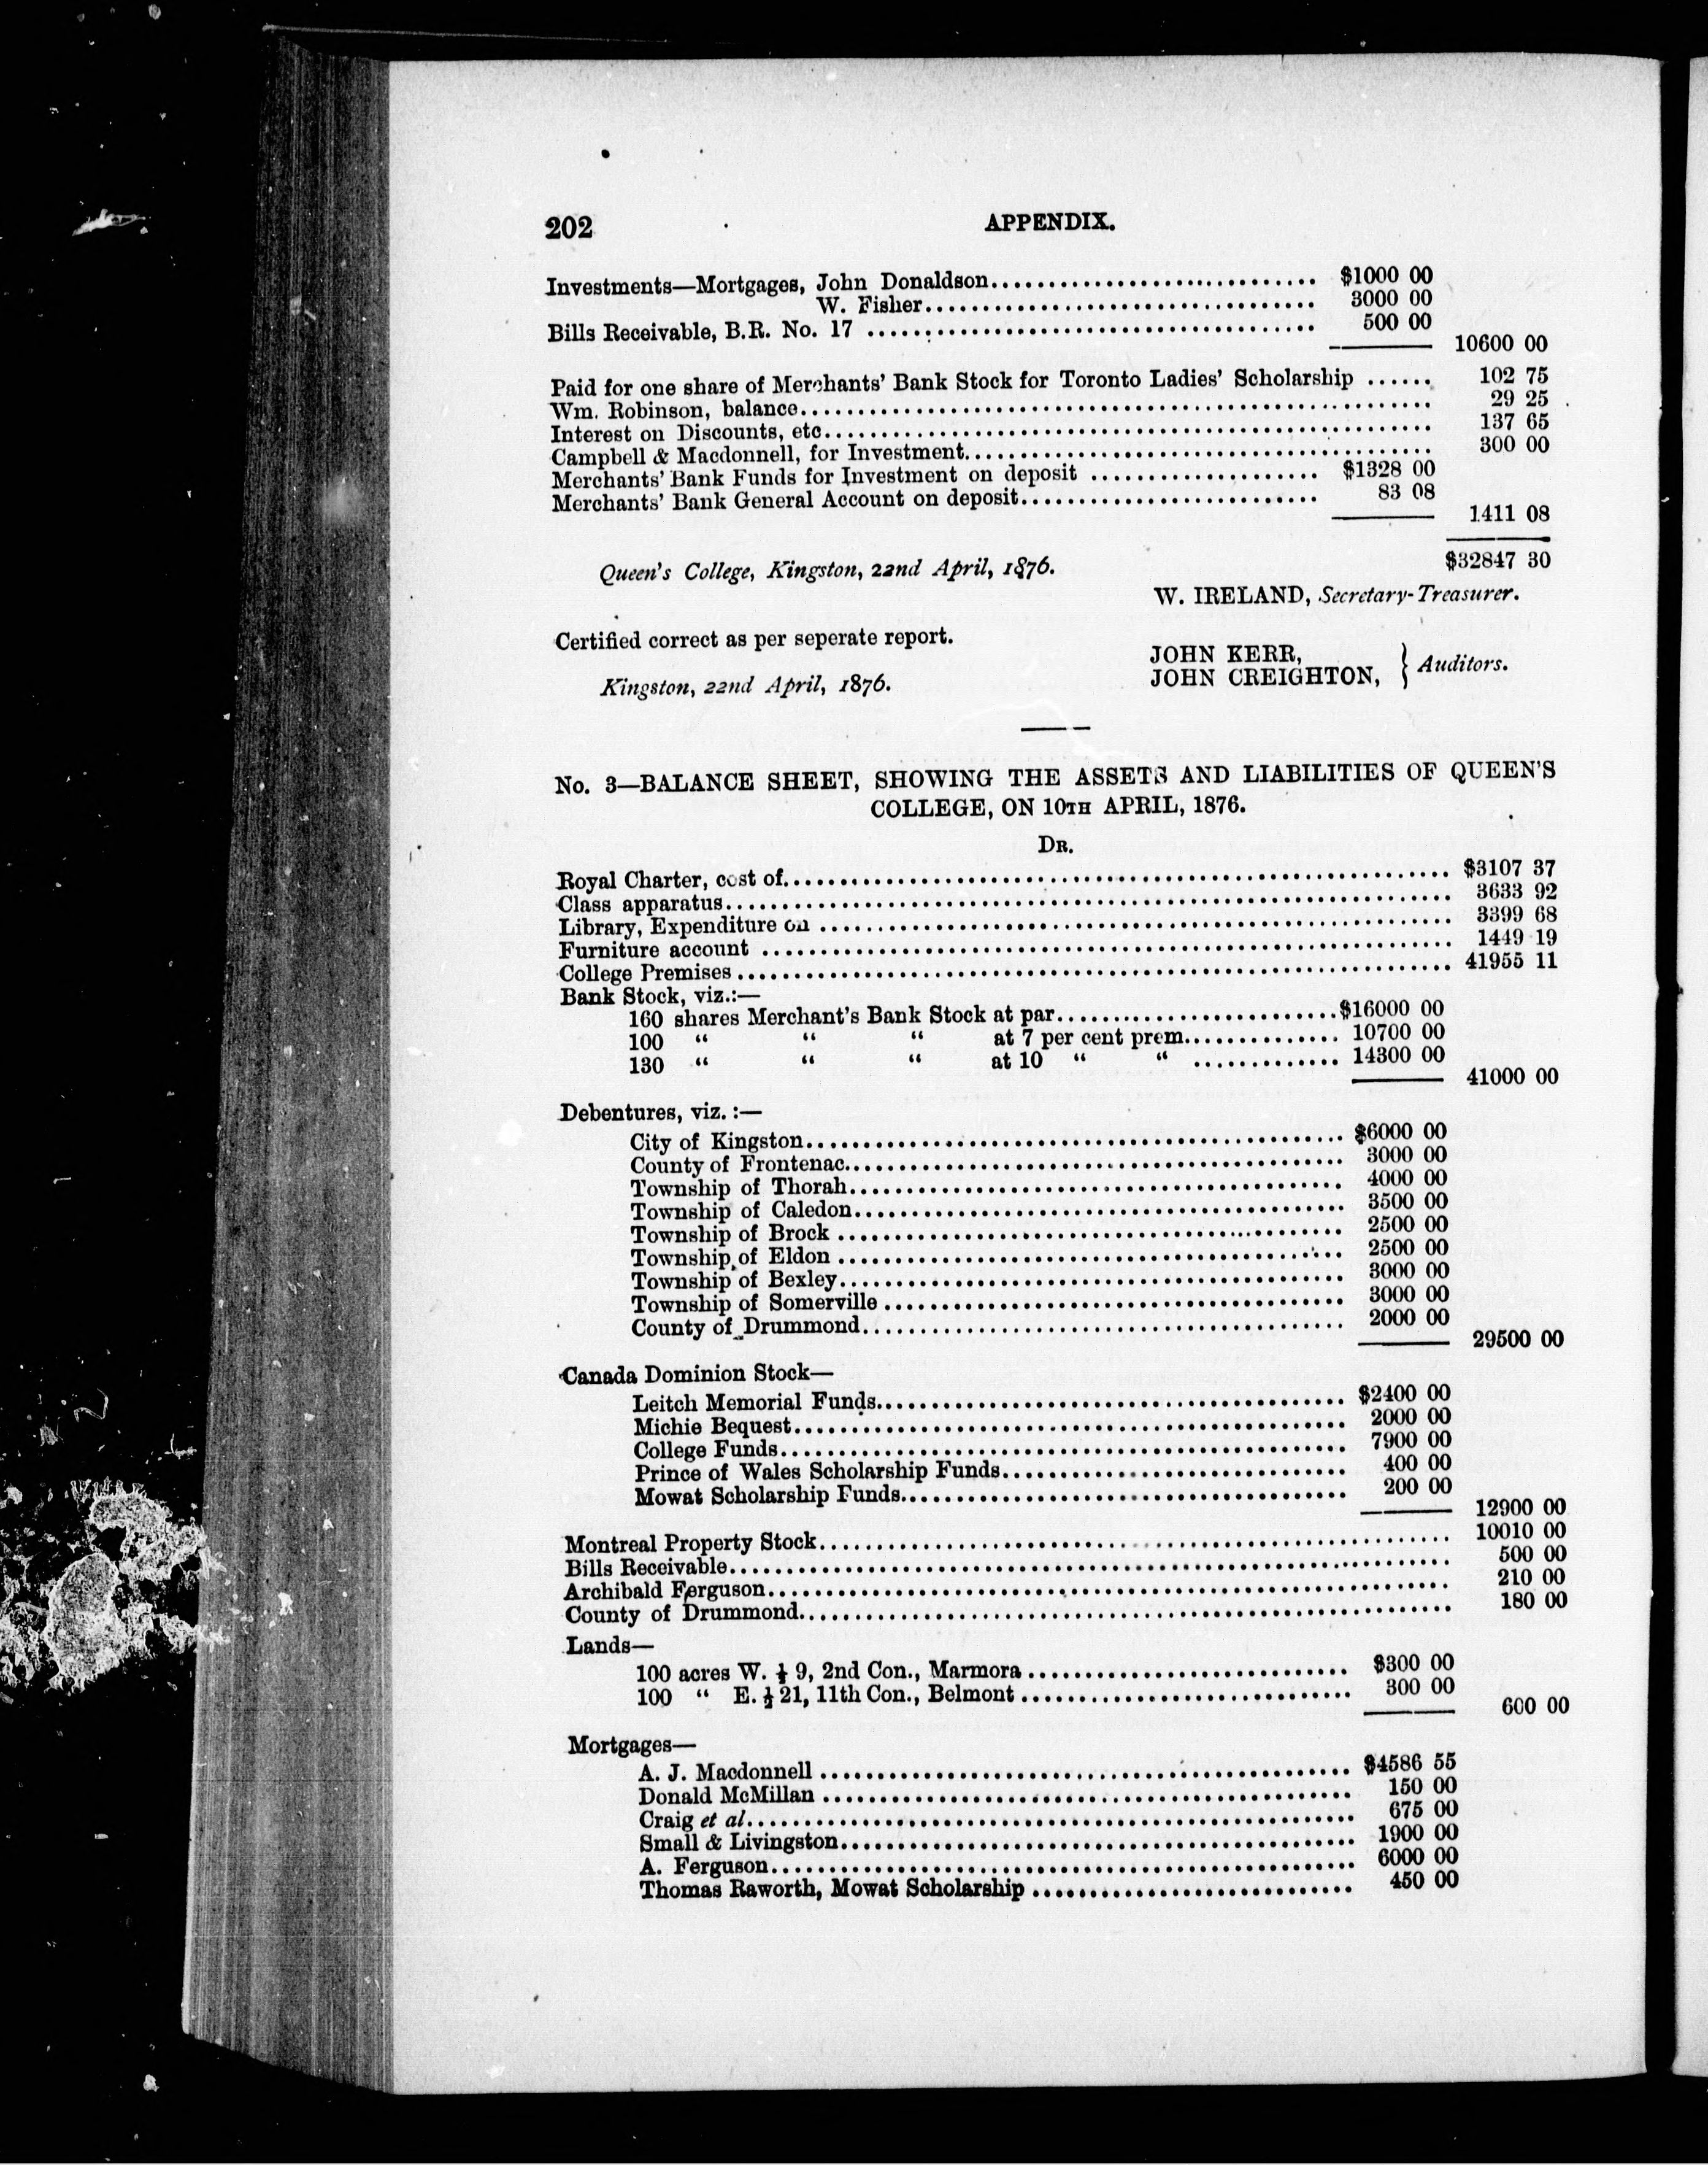 202 APPENDIX.
Investments—Mortgages, John Donaldson.............................. $1000 00
W. Fisher................................... 3000 00
Bills Receivable, B.R. No. 17 ........................................ 500 00
10600 00
Paid for one share of Merchants' Bank Stock for Toronto Ladies' Scholarship ...... 102 75
Wm. Robinson, balance........................................................ 29 25
Interest on Discounts, etc...................................................... 137 65
Campbell & Macdonnell, for Investment......................................... 300 00
Merchants' Bank Funds for Investment on deposit .................... $1328 00
Merchants' Bank General Account on deposit.......................... 83 08
1411 08
$32847 30
Queen's College, Kingston, 22nd April, 1876.
W. IRELAND, Secretary-Treasurer.
Certified correct as per seperate report.
JOHN KERR,
JOHN CREIGHTON, } Auditors.
Kingston, 22nd April, 1876.
No. 3—BALANCE SHEET, SHOWING THE ASSETS AND LIABILITIES OF QUEEN'S
COLLEGE, ON 10TH APRIL, 1876.
DR.
Royal Charter, cost of............................................................ $3107 37
Class apparatus................................................................. 3633 92
Library, Expenditure on ......................................................... 3399 68
Furniture account .............................................................. 1449 19
College Premises................................................................ 41955 11
Bank Stock, viz.:—
160 shares Merchant's Bank Stock at par.........................$16000 00
100 “ “ “ at 7 per cent prem.............. 10700 00
130 “ “ “ at 10 “ “ ............. 14300 00
41000 00
Debentures, viz. :—
City of Kingston................................................ $6000 00
County of Frontenac............................................. 3000 00
Township of Thorah............................................ 4000 00
Township of Caledon............................................ 3500 00
Township of Brock ............................................. 2500 00
Township of Eldon ............................................. 2500 00
Township of Bexley............................................. 3000 00
Township of Somerville ......................................... 3000 00
County of Drummond........................................... 2000 00
29500 00
Canada Dominion Stock—
Leitch Memorial Funds.......................................... $2400 00
Michie Bequest................................................. 2000 00
College Funds.................................................. 7900 00
Prince of Wales Scholarship Funds............................... 400 00
Mowat Scholarship Funds........................................ 200 00
12900 00
Montreal Property Stock......................................................... 10010 00
Bills Receivable................................................................. 500 00
Archibald Ferguson............................................................. 210 00
County of Drummond.......................................................... 180 00
Lands—
100 acres W. ½ 9, 2nd Con., Marmora ............................. $300 00
100 “ E. ½ 21, 11th Con., Belmont .............................. 300 00
600 00
Mortgages—
A. J. Macdonnell ............................................... $4586 55
Donald McMillan ............................................... 150 00
Craig et al...................................................... 675 00
Small & Livingston.............................................. 1900 00
A. Ferguson.................................................... 6000 00
Thomas Raworth, Mowat Scholarship ............................. 450 00